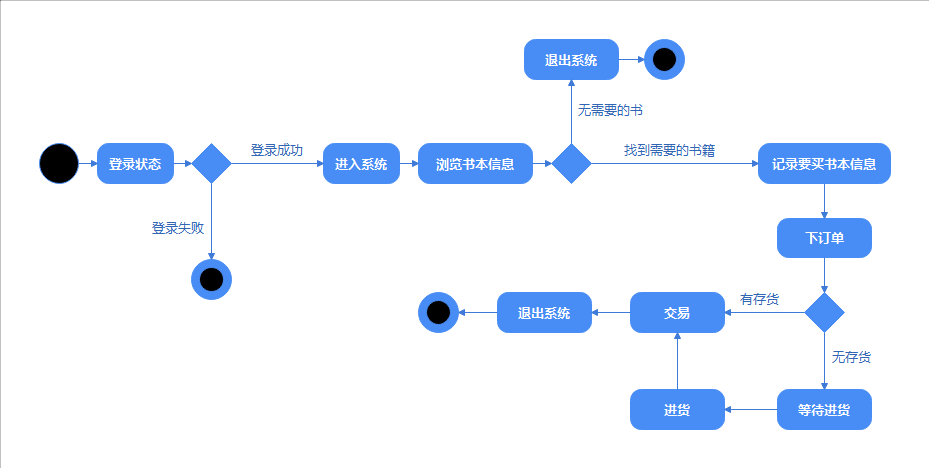 退出系统
无需要的书
登录状态
登录成功
进入系统
浏览书本信息
找到需要的书籍
记录要买书本信息
登录失败
下订单
退出系统
交易
有存货
无存货
进货
等待进货